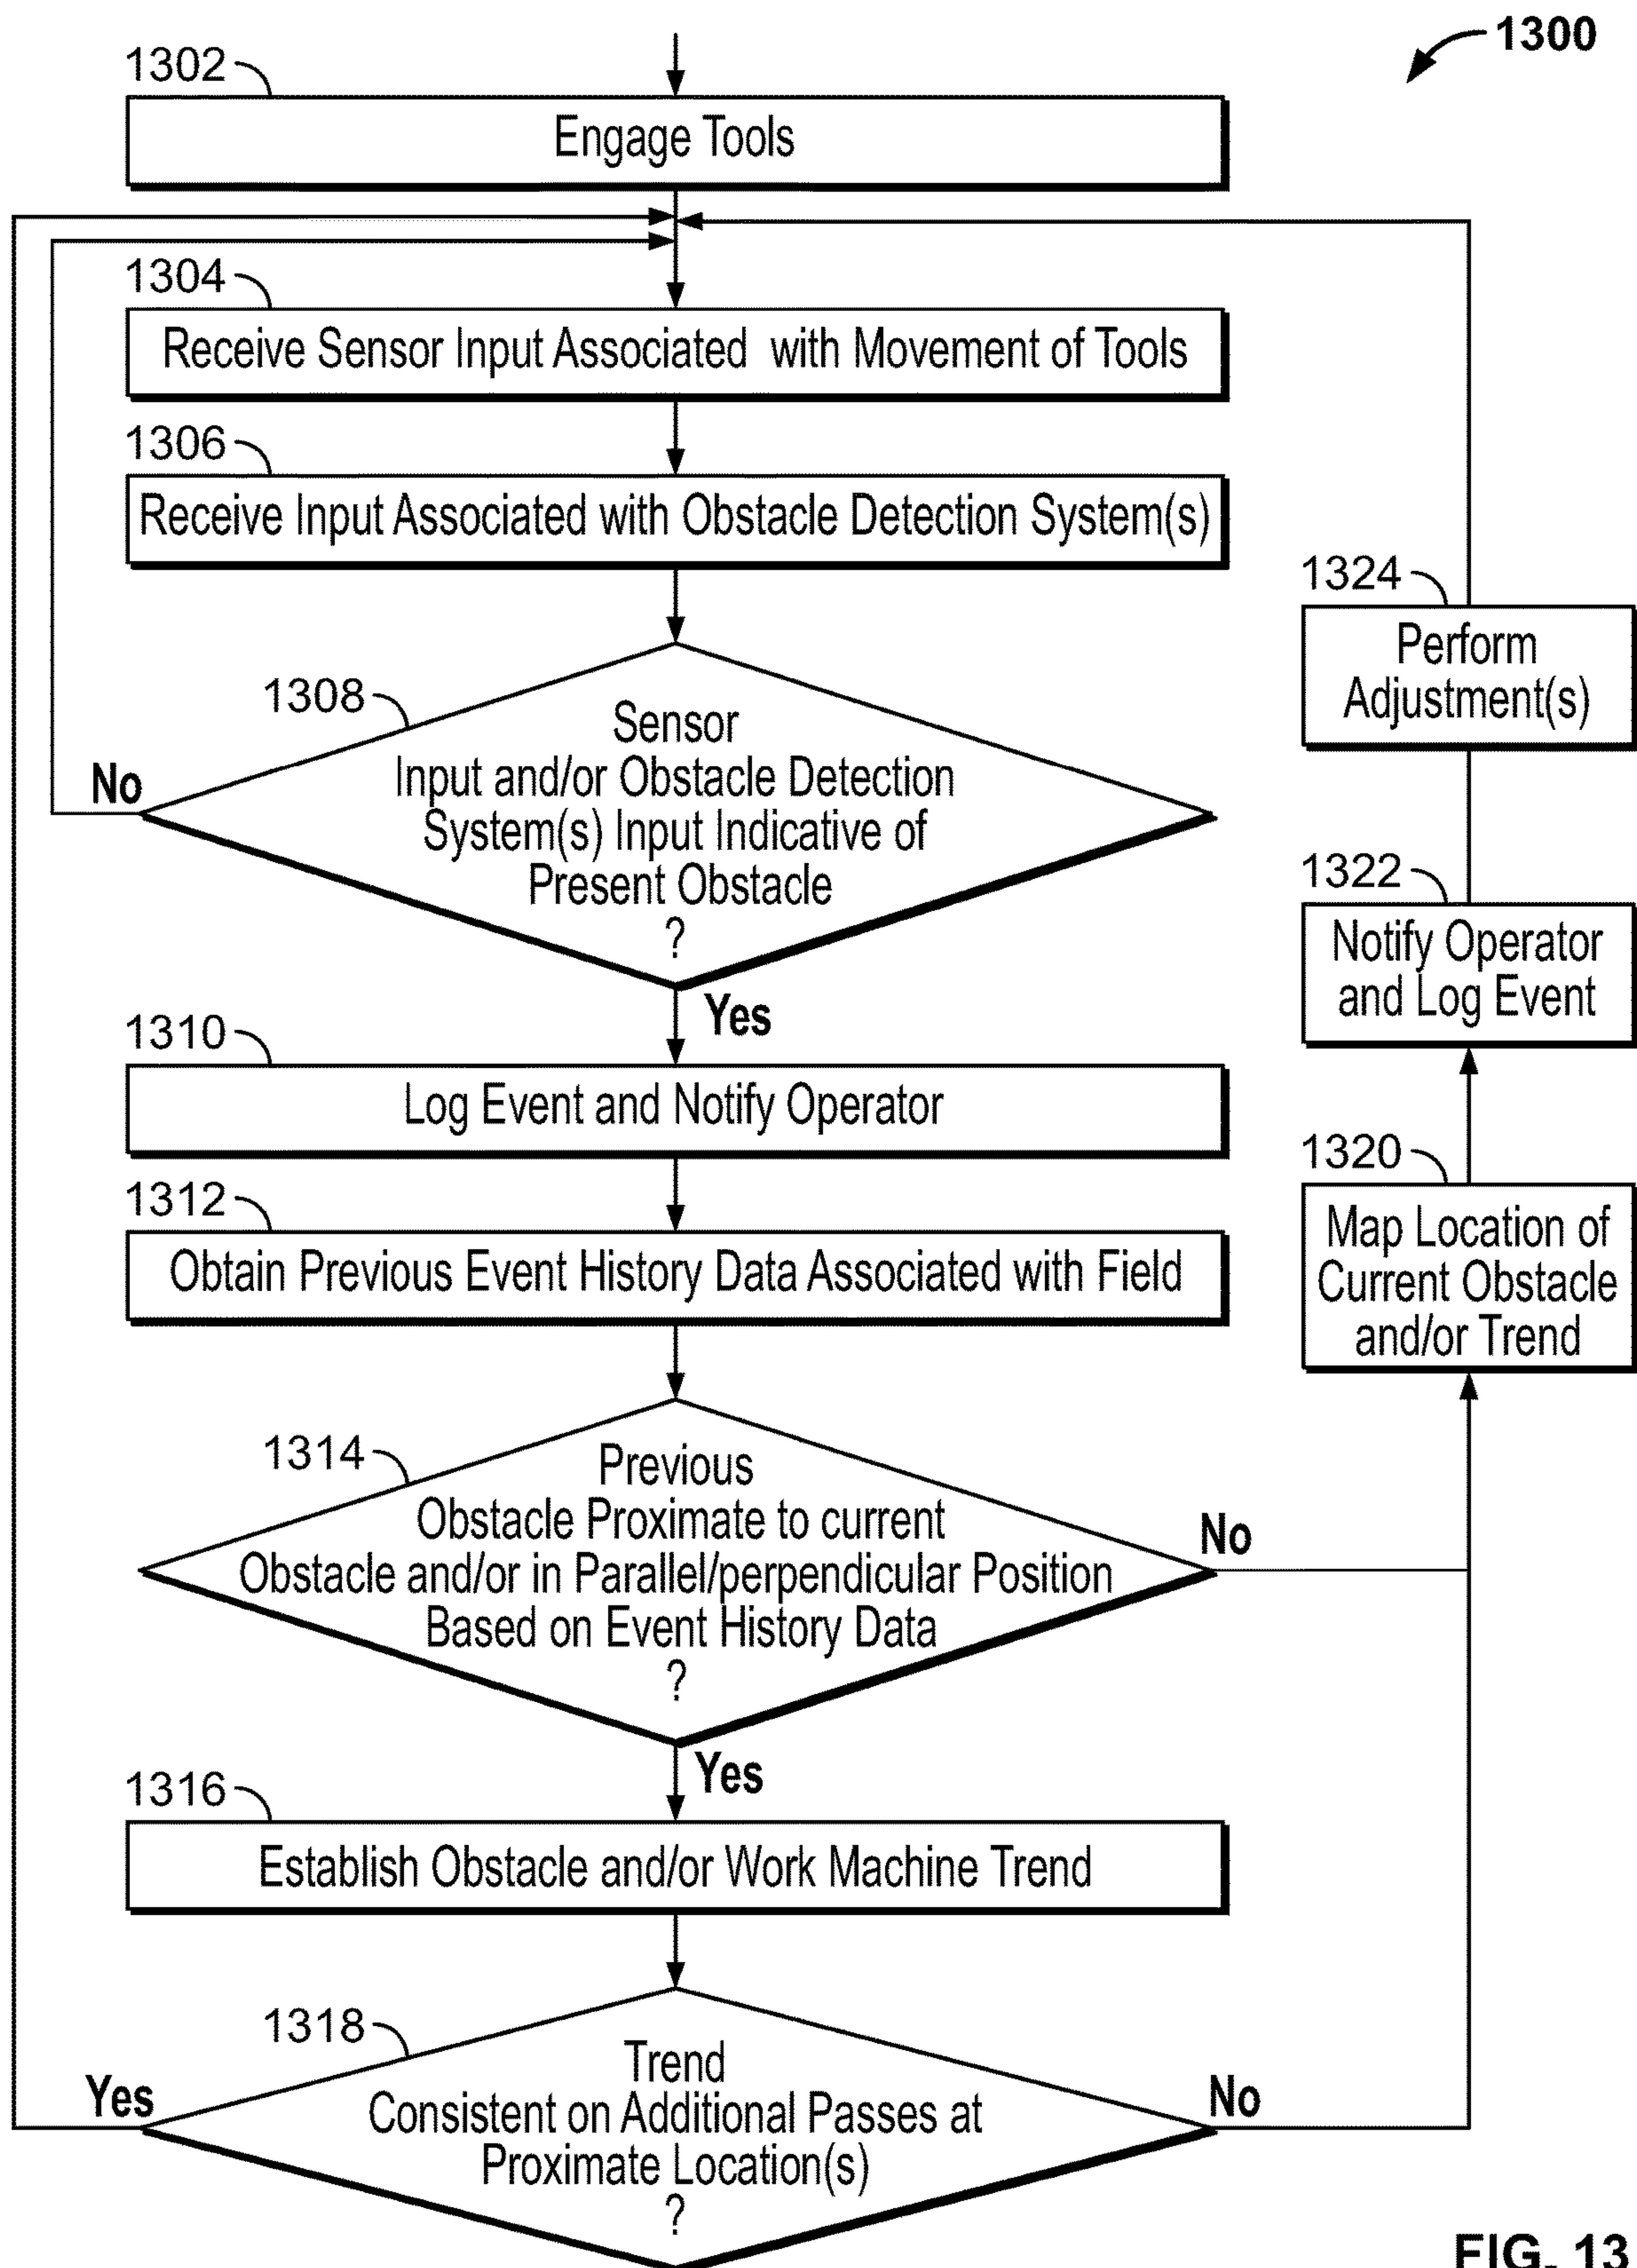 1300
1302
Engage Tools
1304
Receive Sensor Input Associated with Movement of Tools
1306
Receive Input Associated with Obstacle Detection System(s)
1308
Sensor
Input and/or Obstacle Detection
System(s) Input Indicative of
Present Obstacle
?
No
Yes
1310
Log Event and Notify Operator
1312
Obtain Previous Event History Data Associated with Field
1314
Previous
Obstacle Proximate to current
Obstacle and/or in Parallel/perpendicular Position
Based on Event History Data
?
No
Yes
1316
Establish Obstacle and/or Work Machine Trend
1318
Trend
Consistent on Additional Passes at
Proximate Location(s)
?
Yes
No
1324
Perform
Adjustment(s)
1322
Notify Operator
and Log Event
1320
Map Location of
Current Obstacle
and/or Trend
FIG. 13